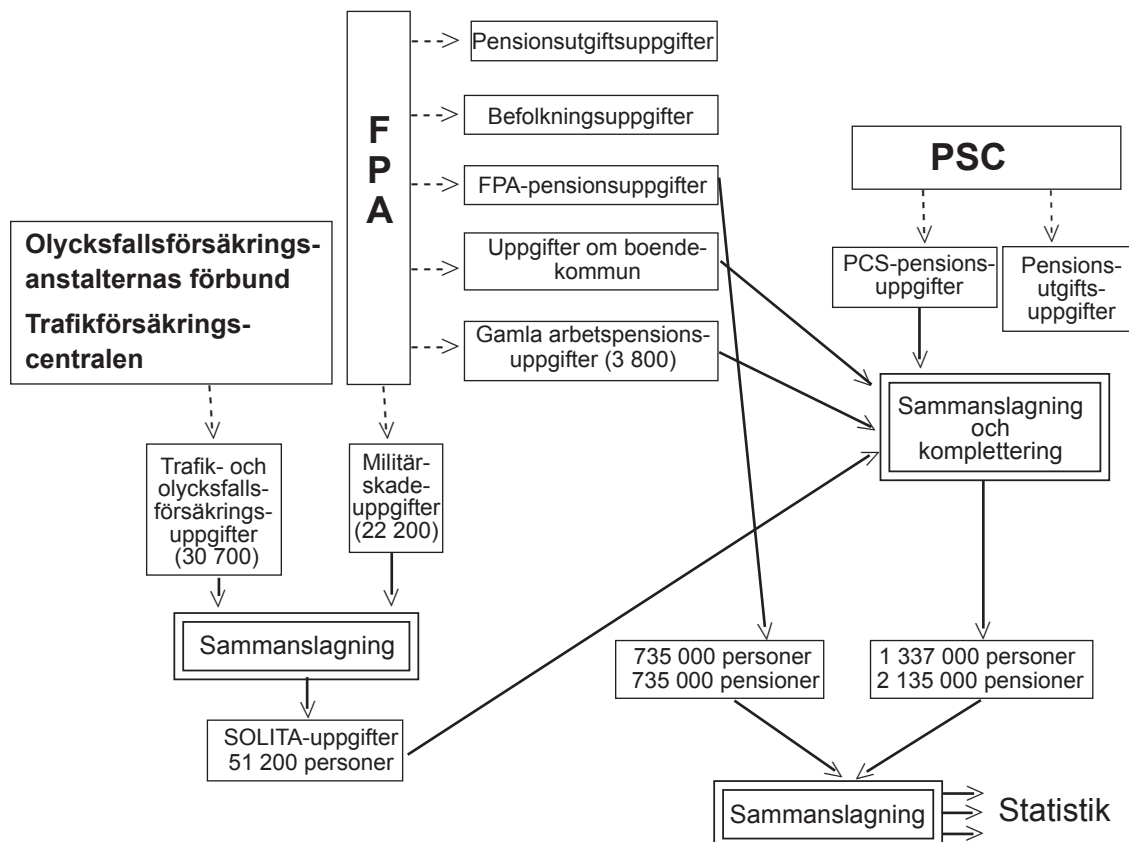 F
P
A
Pensionsutgiftsuppgifter
Befolkningsuppgifter
FPA-pensionsuppgifter
Uppgifter om boende-
kommun
Gamla arbetspensions-
uppgifter (3 800)
PSC
PCS-pensions-
uppgifter
Pensions-
utgifts-
uppgifter
Olycksfallsförsäkrings-
anstalternas förbund
Trafikförsäkrings-
centralen
Sammanslagning
och
komplettering
Trafik- och
olycksfalls-
försäkrings-
uppgifter
(30 700)
Militär-
skade-
uppgifter
(22 200)
Sammanslagning
SOLITA-uppgifter
51 200 personer
735 000 personer
735 000 pensioner
1 337 000 personer
2 135 000 pensioner
Sammanslagning
Statistik